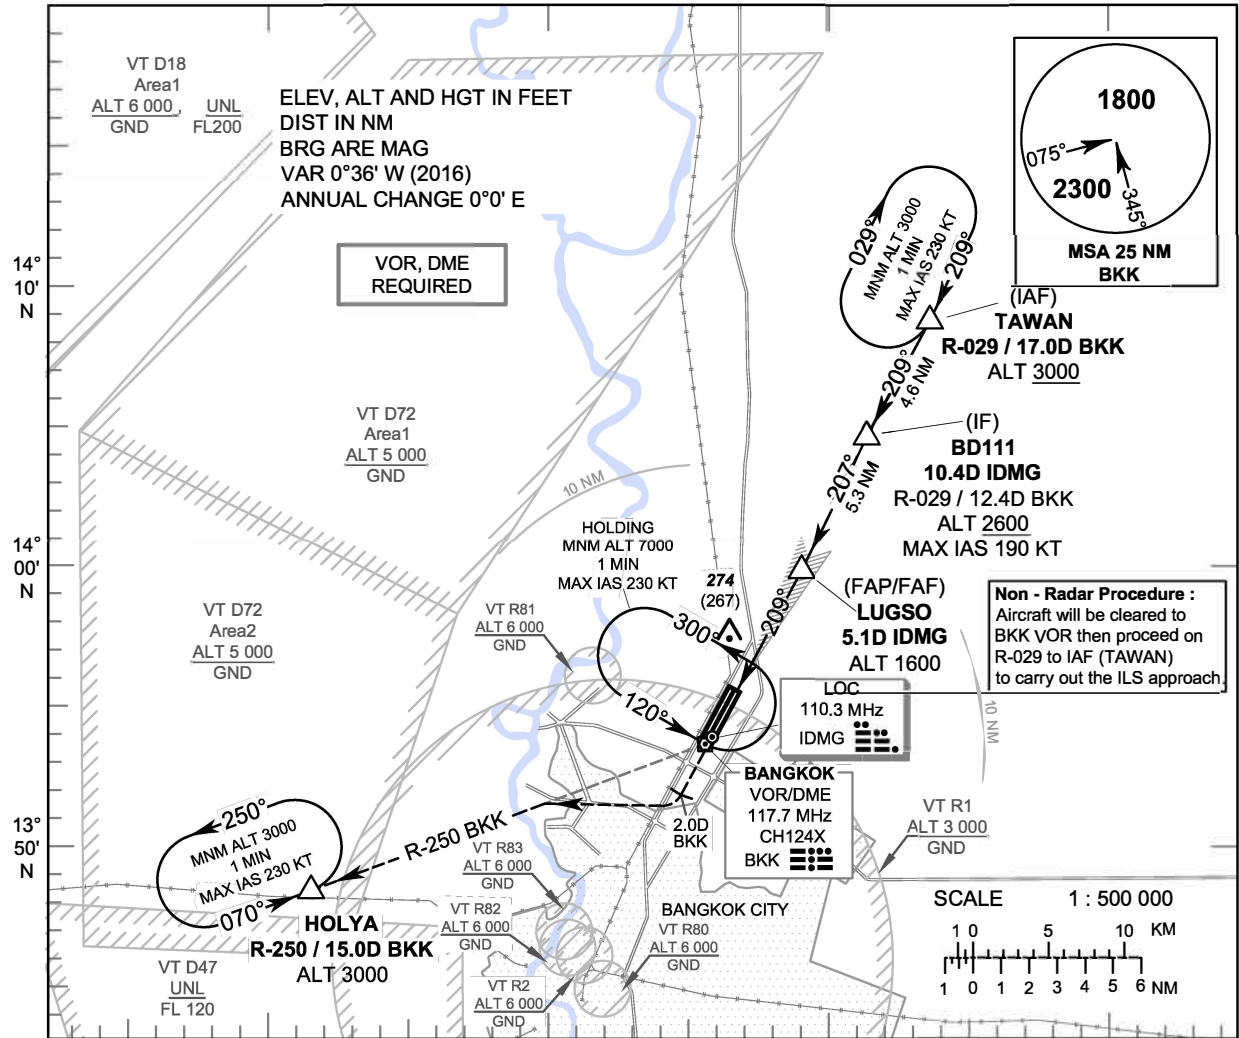 VT D18
Area1
ALT 6 000 UNL
GND FL200
ELEV, ALT AND HGT IN FEET
DIST IN NM
BRG ARE MAG
VAR 0°36' W (2016)
ANNUAL CHANGE 0°0' E
VOR, DME
REQUIRED
1800
075°
2300
345°
MSA 25 NM
BKK
029°
MNM ALT 3000
1 MIN
MAX IAS 230 KT
209°
14°
10'
N
(IAF)
TAWAN
R-029 / 17.0D BKK
ALT 3000
209°
4.6 NM
(IF)
BD111
10.4D IDMG
R-029 / 12.4D BKK
ALT 2600
MAX IAS 190 KT
207°
5.3 NM
VT D72
Area1
ALT 5 000
GND
10 NM
HOLDING
MNM ALT 7000
1 MIN
MAX IAS 230 KT
14°
00'
N
274
(267)
(FAP/FAF)
LUGSO
5.1D IDMG
ALT 1600
209°
Non - Radar Procedure :
Aircraft will be cleared to
BKK VOR then proceed on
R-029 to IAF (TAWAN)
to carry out the ILS approach.
VT D72
Area2
ALT 5 000
GND
VT R81
ALT 6 000
GND
300°
120°
LOC
110.3 MHz
IDMG
10 NM
BANGKOK
VOR/DME
117.7 MHz
CH124X
BKK
2.0D
BKK
VT R1
ALT 3 000
GND
13°
50'
N
250°
MNM ALT 3000
1 MIN
MAX IAS 230 KT
070°
R-250 BKK
HOLYA
R-250 / 15.0D BKK
ALT 3000
VT R83
ALT 6 000
GND
VT R82
ALT 6 000
GND
VT R2
ALT 6 000
GND
BANGKOK CITY
VT R80
ALT 6 000
GND
VT D47
UNL
FL 120
SCALE 1 : 500 000
1 0 5 10 KM
1 0 1 2 3 4 5 6 NM